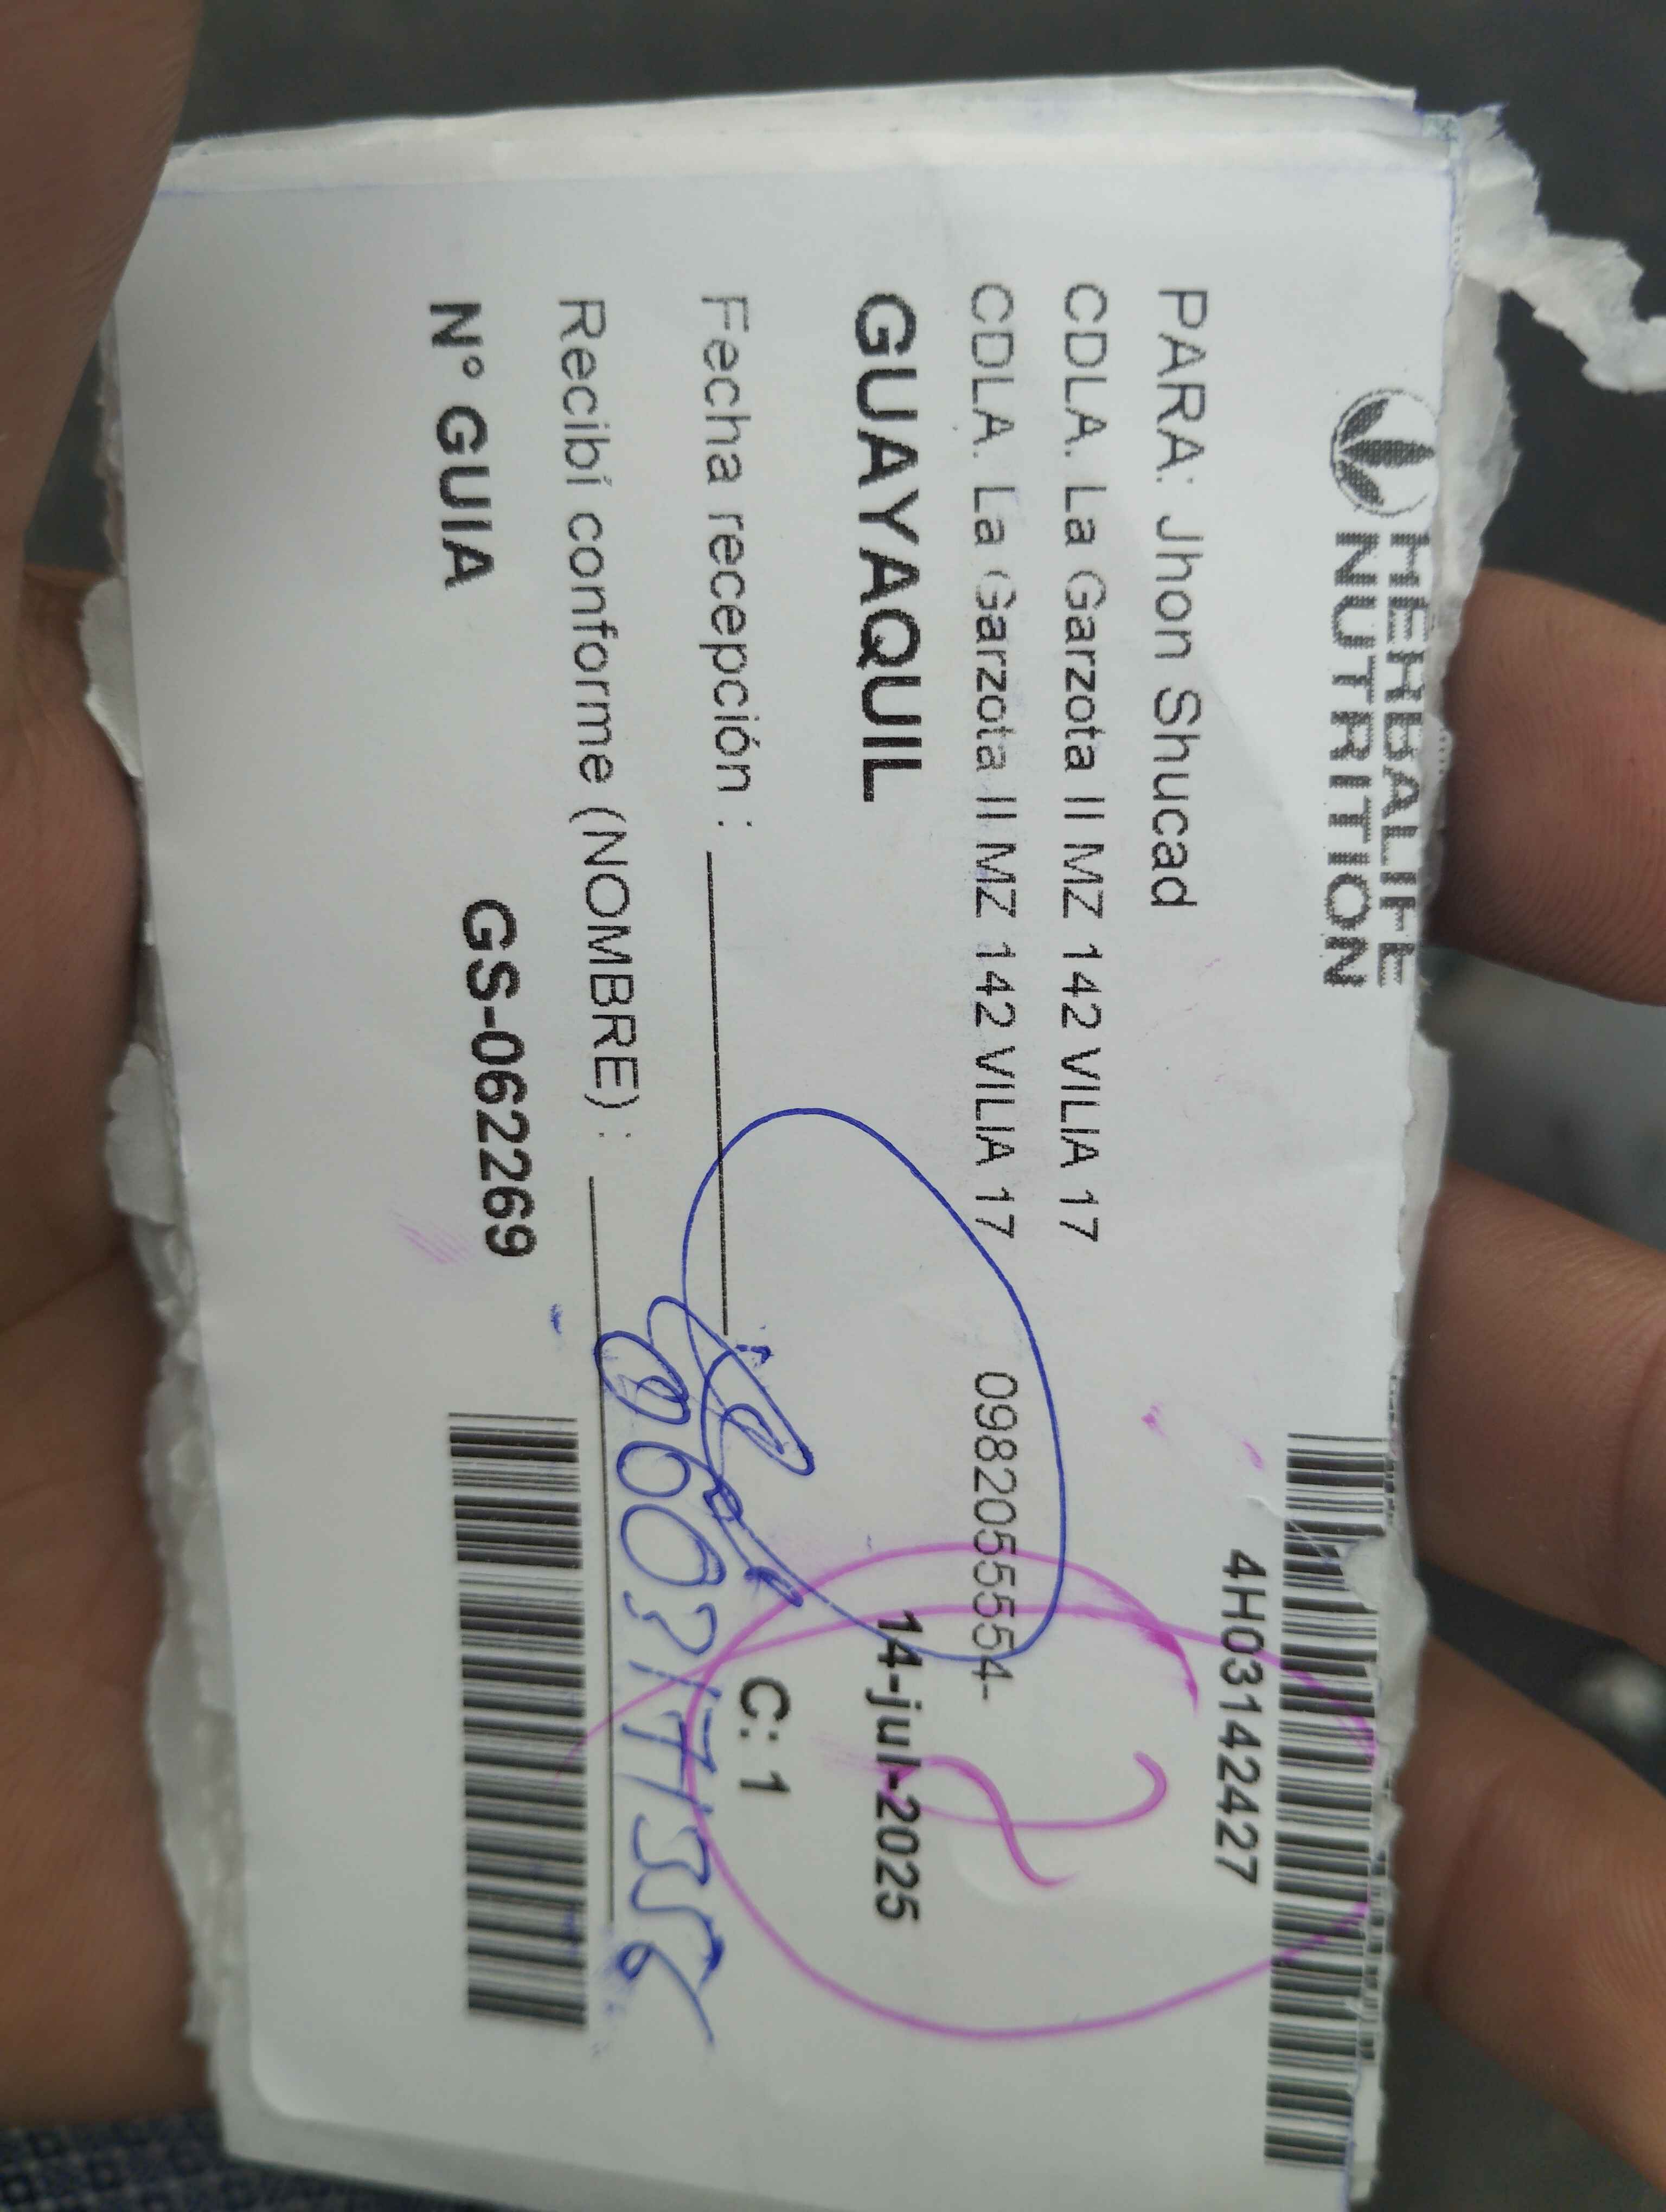 HERBALIFE
NUTRITION
4H03142427
PARA: Jhon Shucad
CDLA. La Garzota II MZ 142 VILIA 17
CDLA. La Garzota II MZ 142 VILIA 17
0982055554-
GUAYAQUIL
14-jul-2025
Fecha recepción :
C: 1
Recibí conforme (NOMBRE) :
N° GUIA
GS-062269